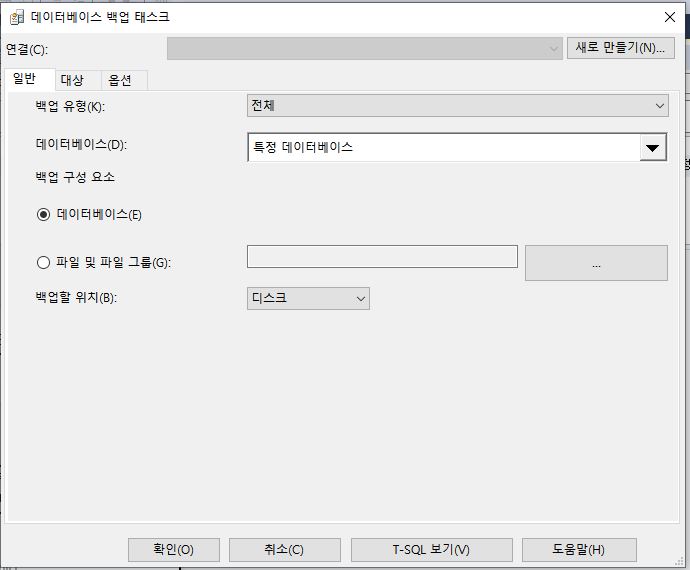 데이터베이스 백업 태스크
연결(C):
새로 만들기(N)...
일반 대상 옵션
백업 유형(K): 전체
데이터베이스(D): 특정 데이터베이스
백업 구성 요소
데이터베이스(E)
파일 및 파일 그룹(G): ...
백업할 위치(B): 디스크
확인(O) 취소(C) T-SQL 보기(V) 도움말(H)